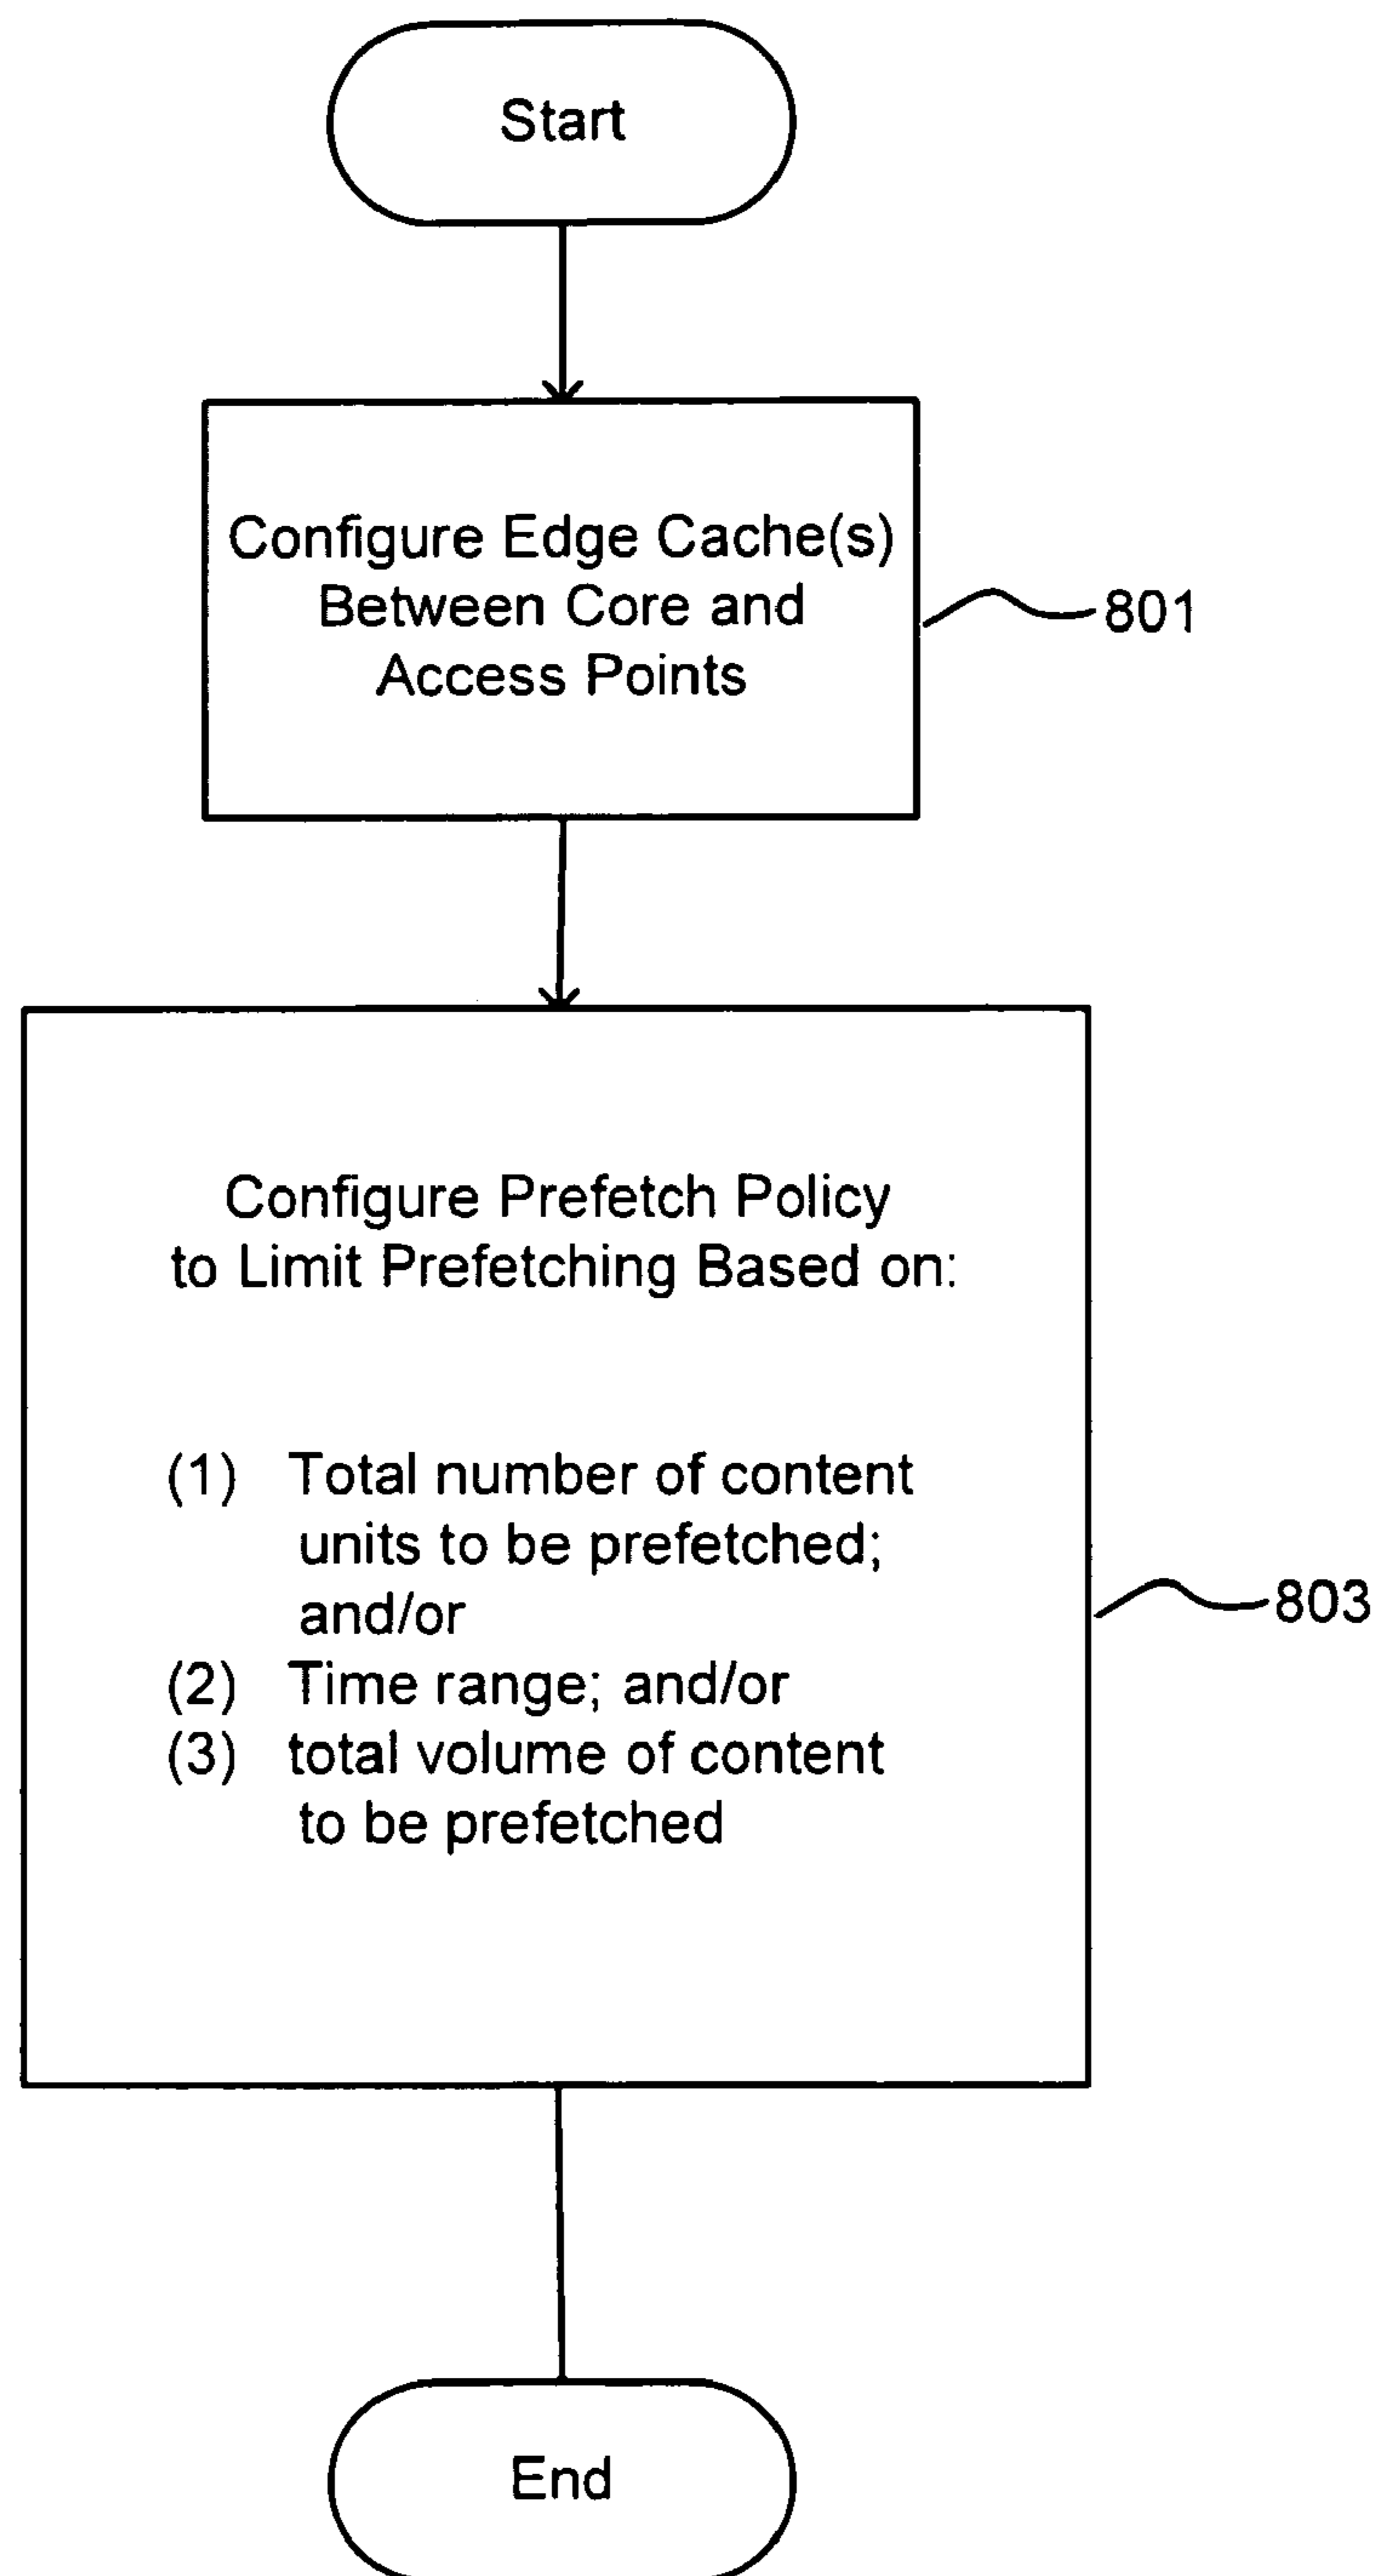 Start
Configure Edge Cache(s)
Between Core and
Access Points
801
Configure Prefetch Policy
to Limit Prefetching Based on:
(1) Total number of content
units to be prefetched;
and/or
(2) Time range; and/or
(3) total volume of content
to be prefetched
803
End